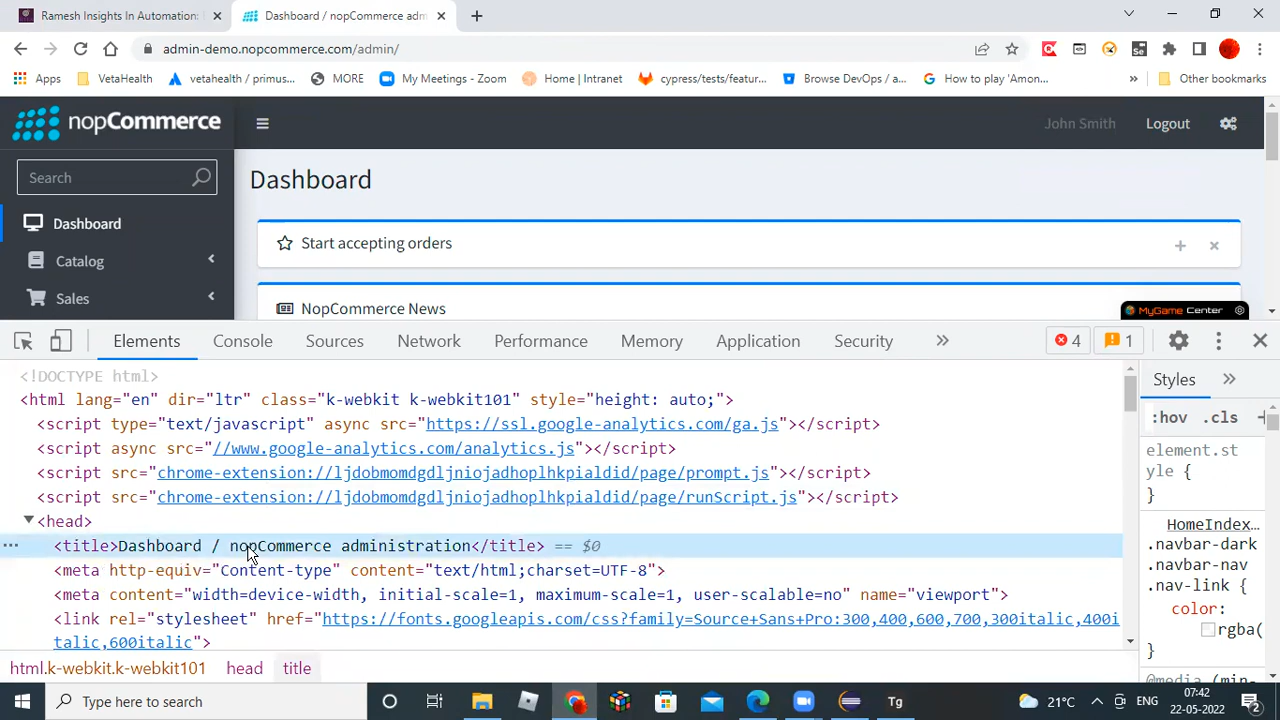 Ramesh Insights In Automation:
Dashboard / nopCommerce adm
admin-demo.nopcommerce.com/admin/
Apps
VetaHealth
vetahealth / primus...
MORE
My Meetings - Zoom
Home | Intranet
cypress/tests/featur...
Browse DevOps / a...
How to play 'Amon...
Other bookmarks
nopCommerce
John Smith
Logout
Search
Dashboard
Dashboard
Start accepting orders
Catalog
Sales
NopCommerce News
MyGame Center
Elements
Console
Sources
Network
Performance
Memory
Application
Security
4
1
<!DOCTYPE html>
<html lang="en" dir="ltr" class="k-webkit k-webkit101" style="height: auto;">
<script type="text/javascript" async src="https://ssl.google-analytics.com/ga.js"></script>
<script async src="//www.google-analytics.com/analytics.js"></script>
<script src="chrome-extension://ljdobmomdgdljniojadhoplhkpialdid/page/prompt.js"></script>
<script src="chrome-extension://ljdobmomdgdljniojadhoplhkpialdid/page/runScript.js"></script>
<head>
<title>Dashboard / nopCommerce administration</title> == $0
<meta http-equiv="Content-type" content="text/html;charset=UTF-8">
<meta content="width=device-width, initial-scale=1, maximum-scale=1, user-scalable=no" name="viewport">
<link rel="stylesheet" href="https://fonts.googleapis.com/css?family=Source+Sans+Pro:300,400,600,700,300italic,400i
talic,600italic">
Styles
:hov .cls
element.st
yle {
}
HomeIndex...
.navbar-dark
.navbar-nav
.nav-link {
color:
rgba(
}
@media (min-
html.k-webkit.k-webkit101
head
title
Type here to search
Tg
21°C
ENG
07:42
22-05-2022
2